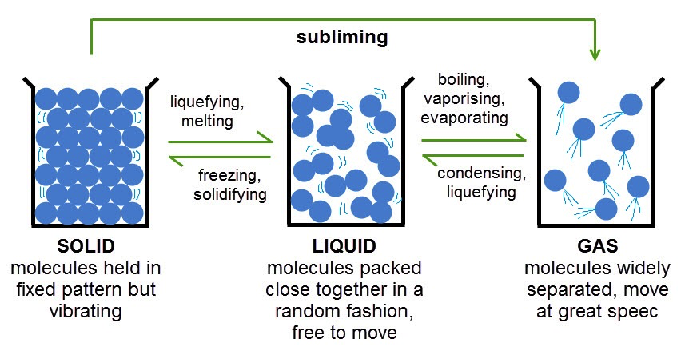 subliming
liquefying,
melting
freezing,
solidifying
boiling,
vaporising,
evaporating
condensing,
liquefying
SOLID
molecules held in
fixed pattern but
vibrating
LIQUID
molecules packed
close together in a
random fashion,
free to move
GAS
molecules widely
separated, move
at great speec